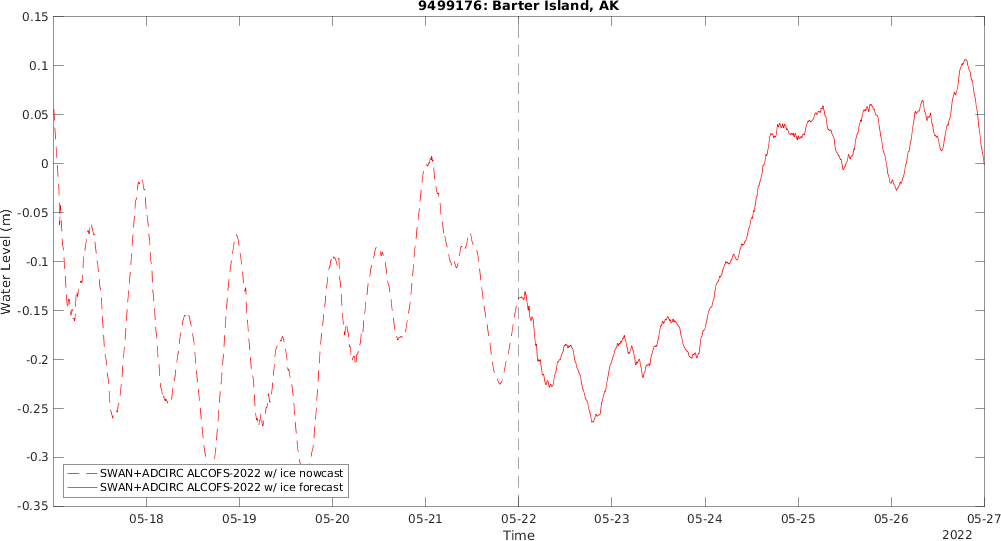 9499176: Barter Island, AK
0.15
0.1
0.05
0
-0.05
-0.1
-0.15
-0.2
-0.25
-0.3
-0.35
Water Level (m)
SWAN+ADCIRC ALCOFS-2022 w/ ice nowcast
SWAN+ADCIRC ALCOFS-2022 w/ ice forecast
05-18 05-19 05-20 05-21 05-22 05-23 05-24 05-25 05-26 05-27
Time
2022